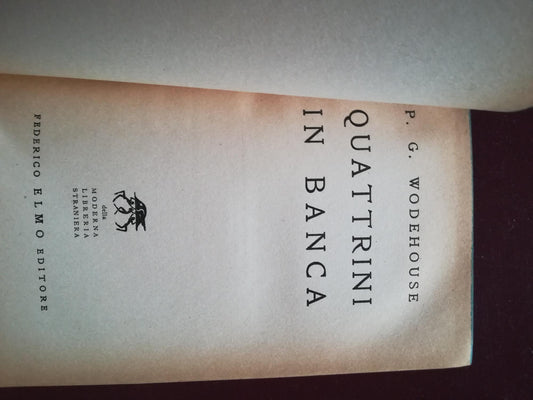 P. G. WODEHOUSE
QUATTRINI
IN BANCA
della
MODERNA
LIBRERIA
STRANIERA
FEDERICO ELMO EDITORE